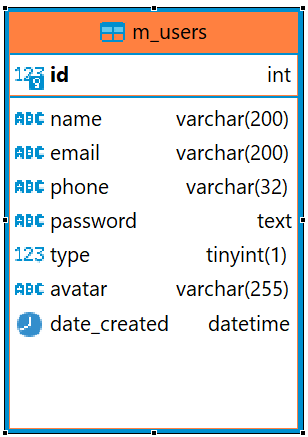 m_users
123 id int
ABC name varchar(200)
ABC email varchar(200)
ABC phone varchar(32)
ABC password text
123 type tinyint(1)
ABC avatar varchar(255)
date_created datetime